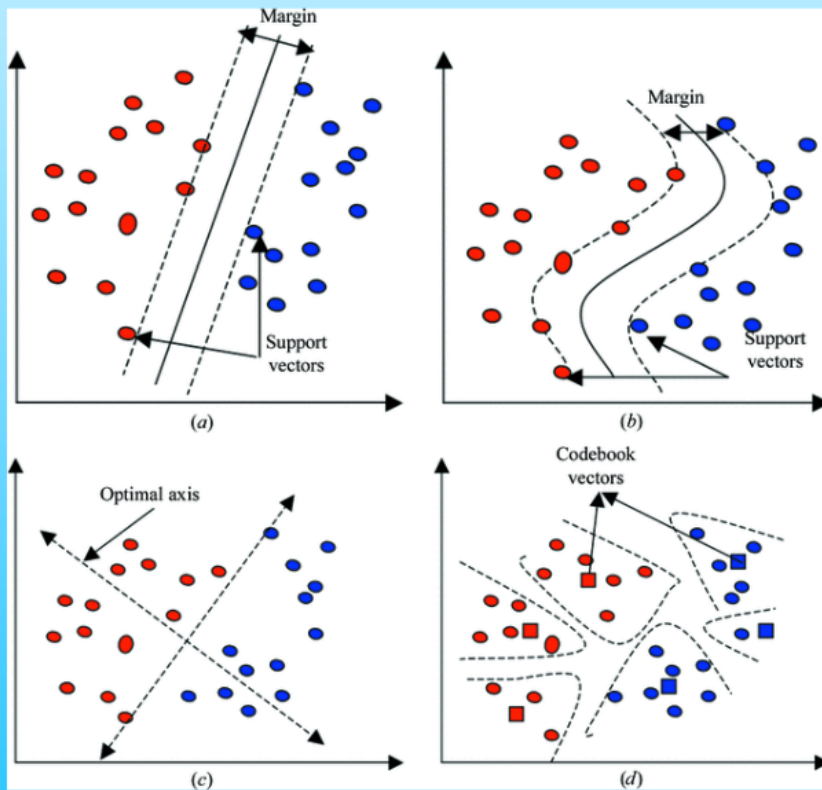 Margin
Support
vectors
(a)
Margin
Support
vectors
(b)
Optimal axis
(c)
Codebook
vectors
(d)